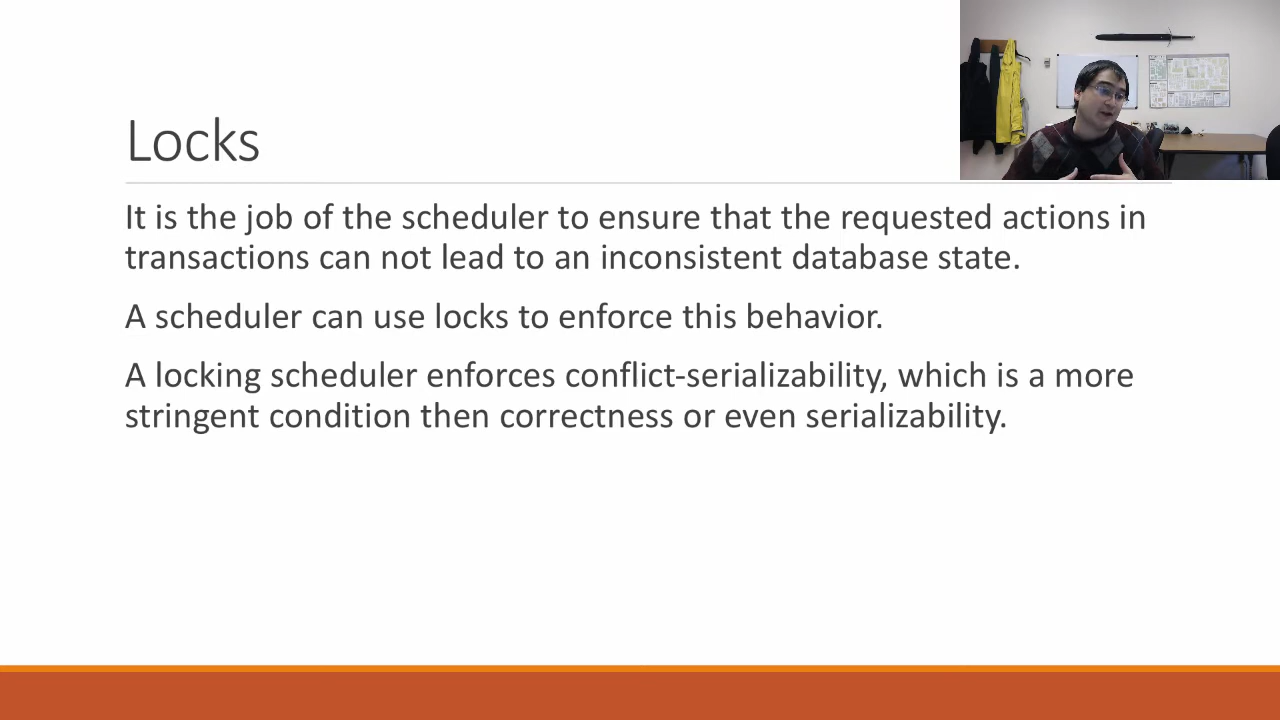 Locks
It is the job of the scheduler to ensure that the requested actions in
transactions can not lead to an inconsistent database state.
A scheduler can use locks to enforce this behavior.
A locking scheduler enforces conflict-serializability, which is a more
stringent condition then correctness or even serializability.